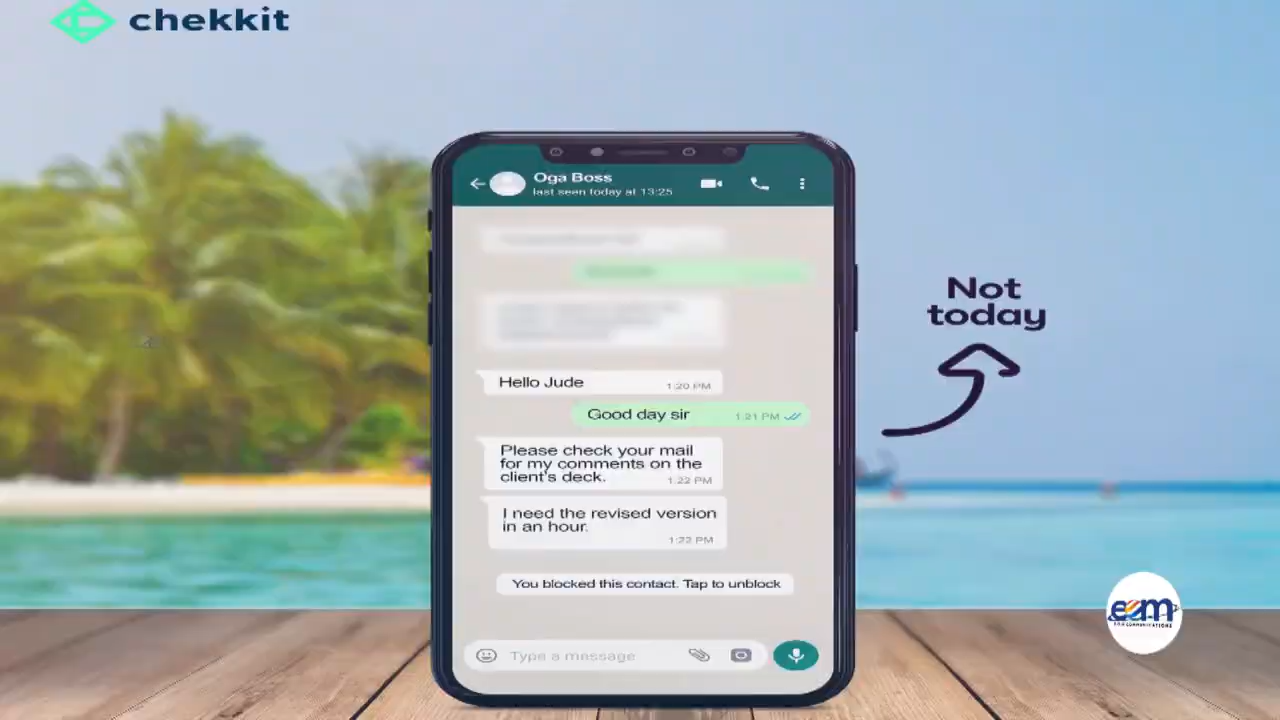 chekkit
Oga Boss
last seen today at 13:25
Hello Jude
1:20 PM
Good day sir
1:21 PM
Please check your mail
for my comments on the
client's deck.
1:22 PM
I need the revised version
in an hour.
1:22 PM
You blocked this contact. Tap to unblock
Type a message
Not
today
eem